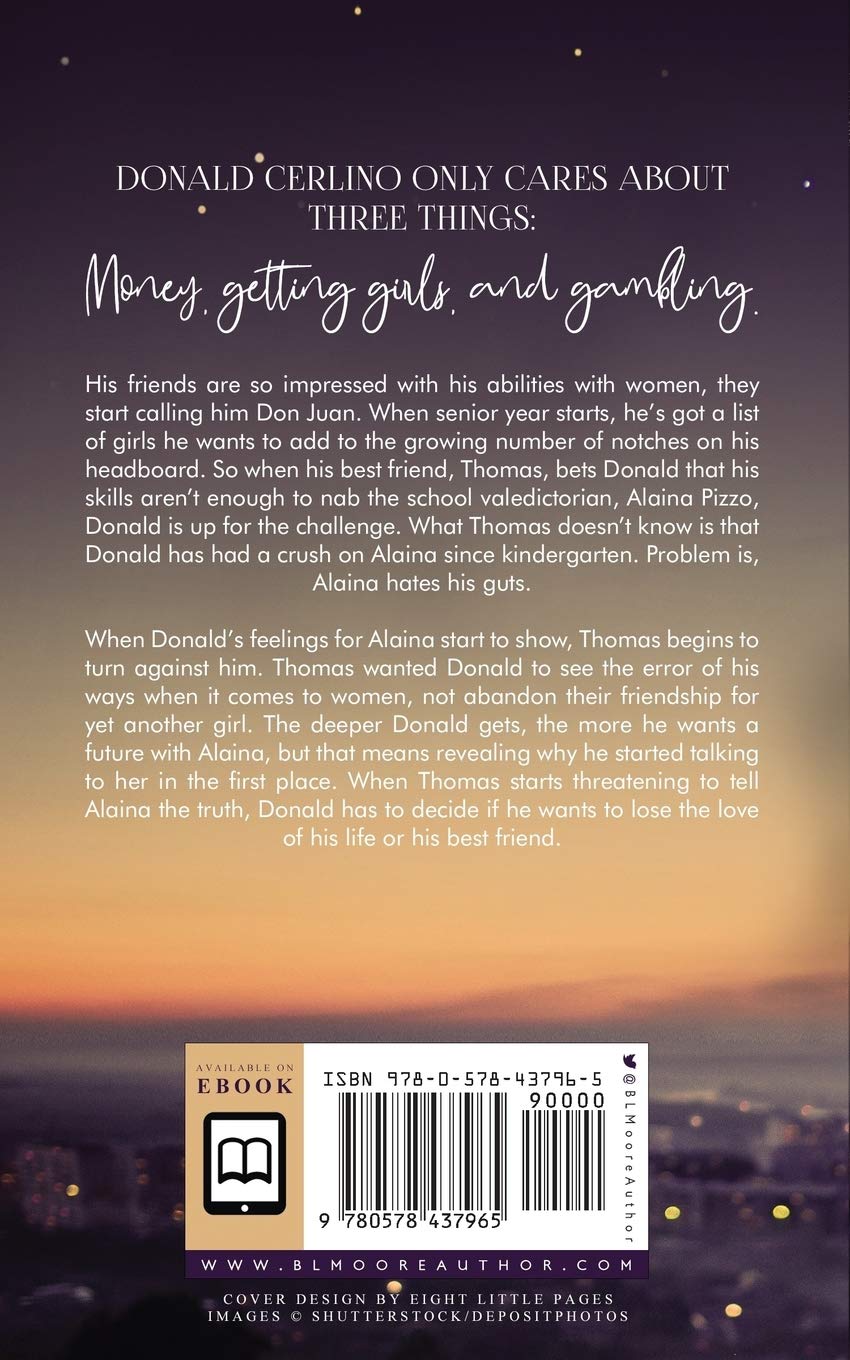 DONALD CERLINO ONLY CARES ABOUT
THREE THINGS:
Money, getting girls, and gambling.
His friends are so impressed with his abilities with women, they
start calling him Don Juan. When senior year starts, he's got a list
of girls he wants to add to the growing number of notches on his
headboard. So when his best friend, Thomas, bets Donald that his
skills aren't enough to nab the school valedictorian, Alaina Pizzo,
Donald is up for the challenge. What Thomas doesn't know is that
Donald has had a crush on Alaina since kindergarten. Problem is,
Alaina hates his guts.
When Donald's feelings for Alaina start to show, Thomas begins to
turn against him. Thomas wanted Donald to see the error of his
ways when it comes to women, not abandon their friendship for
yet another girl. The deeper Donald gets, the more he wants a
future with Alaina, but that means revealing why he started talking
to her in the first place. When Thomas starts threatening to tell
Alaina the truth, Donald has to decide if he wants to lose the love
of his life or his best friend.
AVAILABLE ON
EBOOK
ISBN 978-0-578-43796-5
90000
9 780578 437965
@BLMooreAuthor
WWW.BLMOOREAUTHOR.COM
COVER DESIGN BY EIGHT LITTLE PAGES
IMAGES © SHUTTERSTOCK/DEPOSITPHOTOS